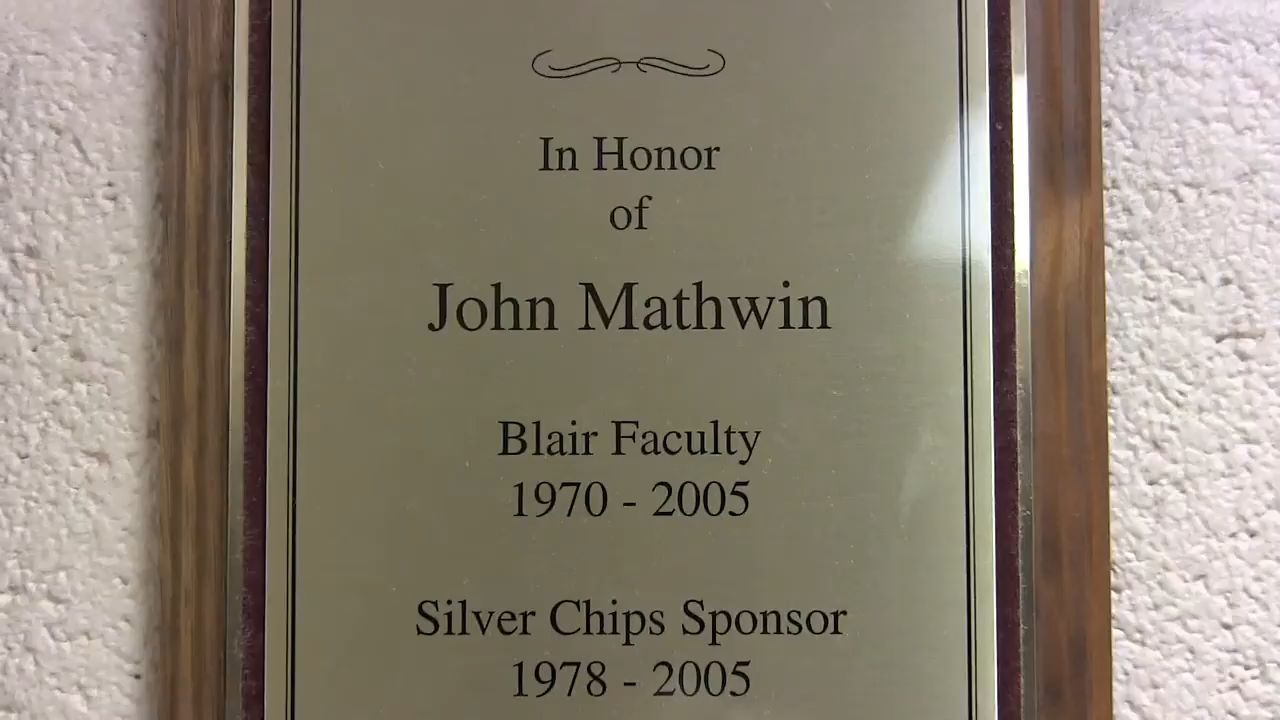 In Honor
of
John Mathwin
Blair Faculty
1970 - 2005
Silver Chips Sponsor
1978 - 2005